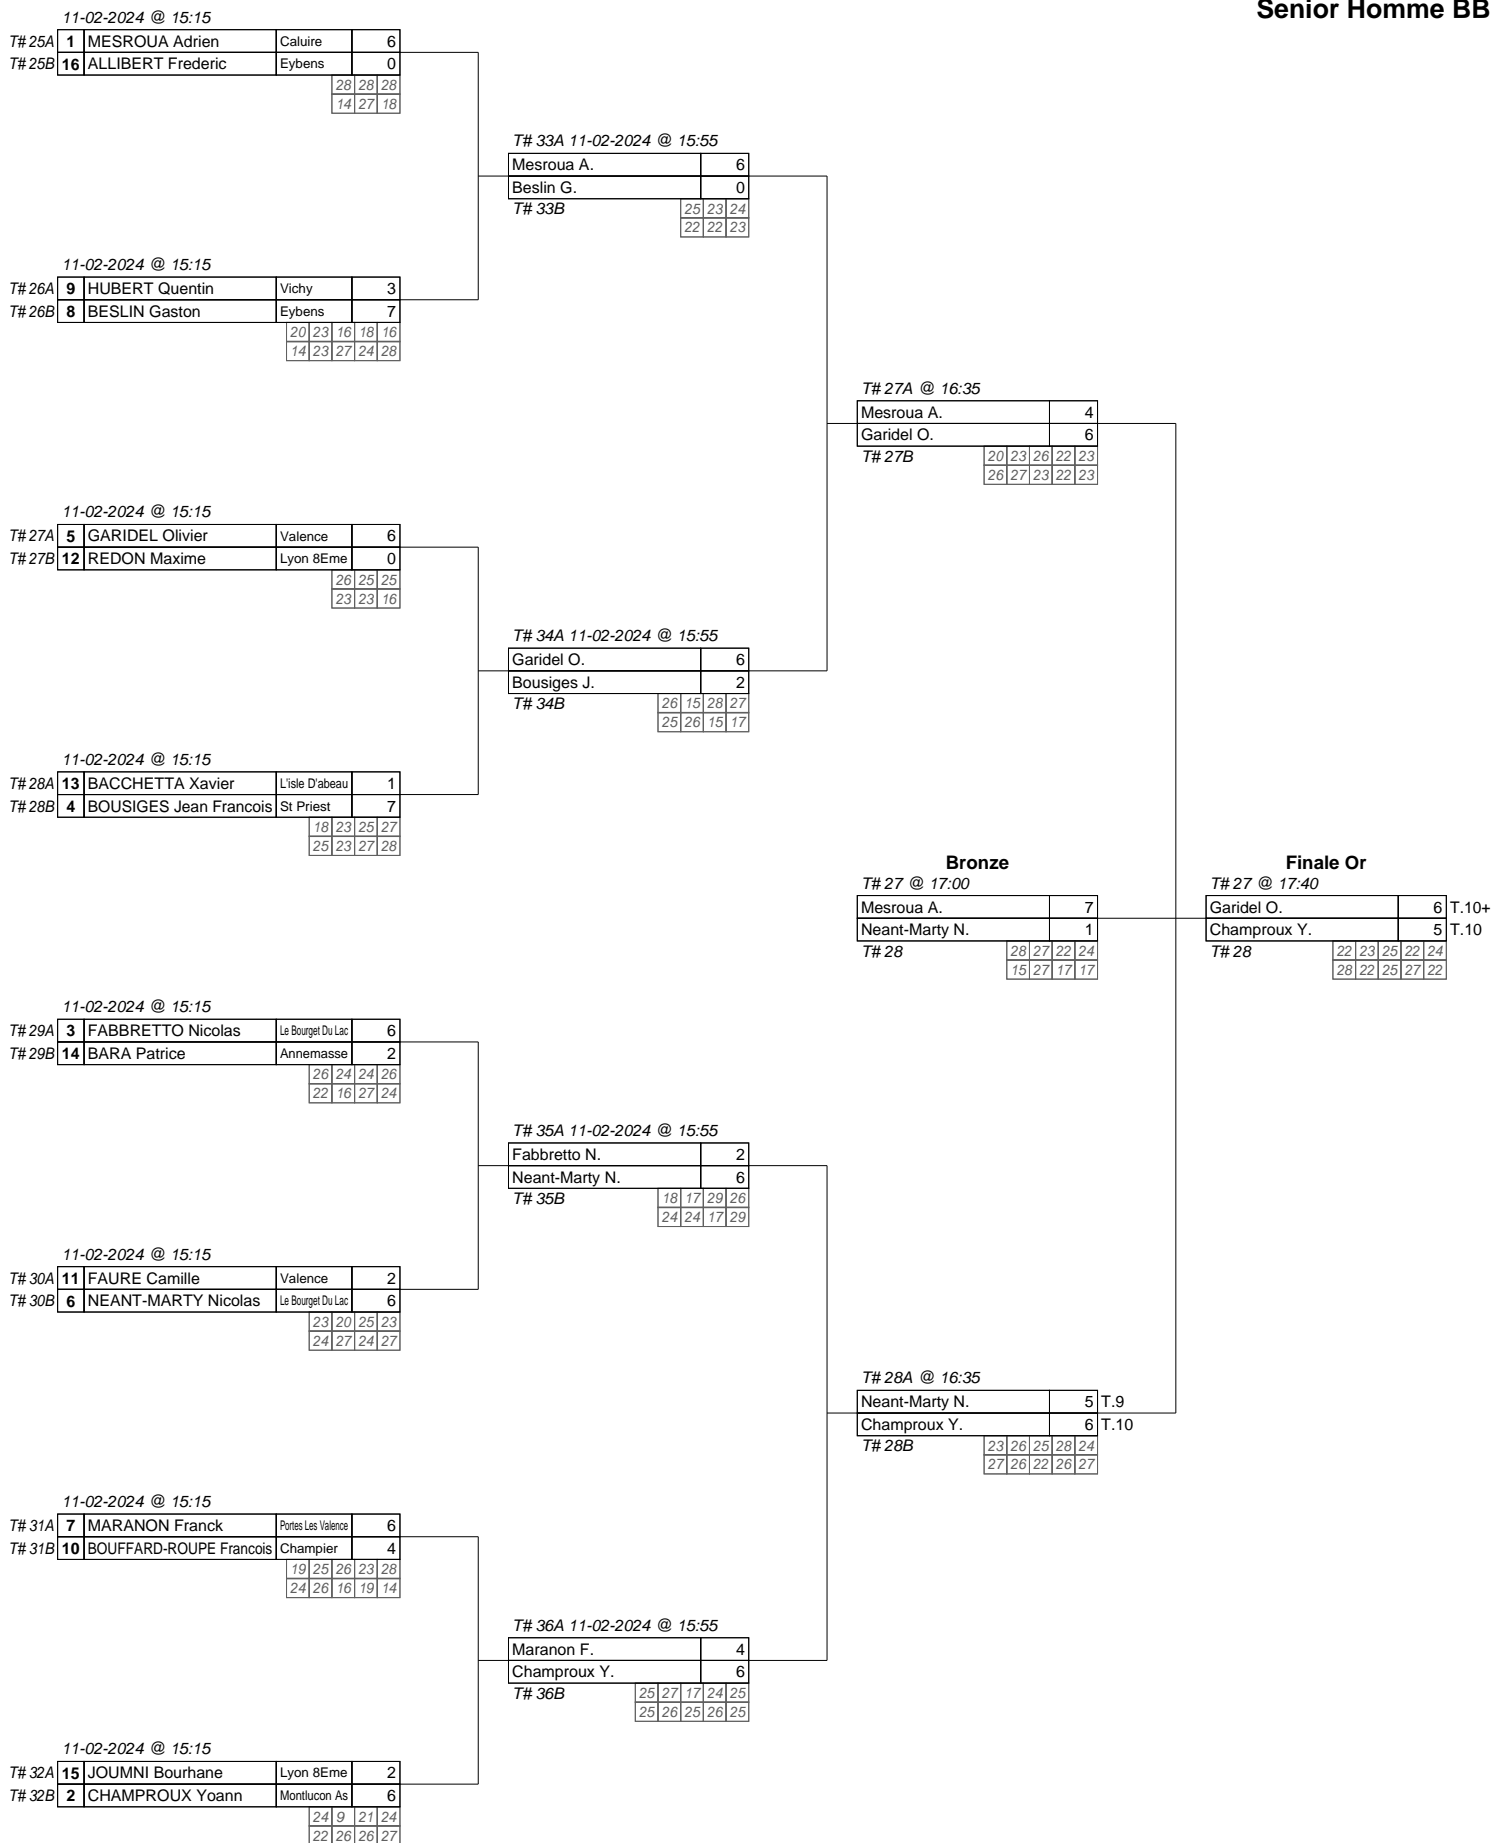 Senior Homme BB
11-02-2024 @ 15:15
T# 25A 1 MESROUA Adrien Caluire 6
T# 25B 16 ALLIBERT Frederic Eybens 0
28 28 28
14 27 18
T# 33A 11-02-2024 @ 15:55
Mesroua A. 6
Beslin G. 0
T# 33B 25 23 24
22 22 23
11-02-2024 @ 15:15
T# 26A 9 HUBERT Quentin Vichy 3
T# 26B 8 BESLIN Gaston Eybens 7
20 23 16 18 16
14 23 27 24 28
T# 27A @ 16:35
Mesroua A. 4
Garidel O. 6
T# 27B 20 23 26 22 23
26 27 23 22 23
11-02-2024 @ 15:15
T# 27A 5 GARIDEL Olivier Valence 6
T# 27B 12 REDON Maxime Lyon 8Eme 0
26 25 25
23 23 16
T# 34A 11-02-2024 @ 15:55
Garidel O. 6
Bousiges J. 2
T# 34B 26 15 28 27
25 26 15 17
11-02-2024 @ 15:15
T# 28A 13 BACCHETTA Xavier L'isle D'abeau 1
T# 28B 4 BOUSIGES Jean Francois St Priest 7
18 23 25 27
25 23 27 28
Bronze
T# 27 @ 17:00
Mesroua A. 7
Neant-Marty N. 1
T# 28 28 27 22 24
15 27 17 17
Finale Or
T# 27 @ 17:40
Garidel O. 6 T.10+
Champroux Y. 5 T.10
T# 28 22 23 25 22 24
28 22 25 27 22
11-02-2024 @ 15:15
T# 29A 3 FABBRETTO Nicolas Le Bourget Du Lac 6
T# 29B 14 BARA Patrice Annemasse 2
26 24 24 26
22 16 27 24
T# 35A 11-02-2024 @ 15:55
Fabbretto N. 2
Neant-Marty N. 6
T# 35B 18 17 29 26
24 24 17 29
11-02-2024 @ 15:15
T# 30A 11 FAURE Camille Valence 2
T# 30B 6 NEANT-MARTY Nicolas Le Bourget Du Lac 6
23 20 25 23
24 27 24 27
T# 28A @ 16:35
Neant-Marty N. 5 T.9
Champroux Y. 6 T.10
T# 28B 23 26 25 28 24
27 26 22 26 27
11-02-2024 @ 15:15
T# 31A 7 MARANON Franck Portes Les Valence 6
T# 31B 10 BOUFFARD-ROUPE Francois Champier 4
19 25 26 23 28
24 26 16 19 14
T# 36A 11-02-2024 @ 15:55
Maranon F. 4
Champroux Y. 6
T# 36B 25 27 17 24 25
25 26 25 26 25
11-02-2024 @ 15:15
T# 32A 15 JOUMNI Bourhane Lyon 8Eme 2
T# 32B 2 CHAMPROUX Yoann Montlucon As 6
24 9 21 24
22 26 26 27